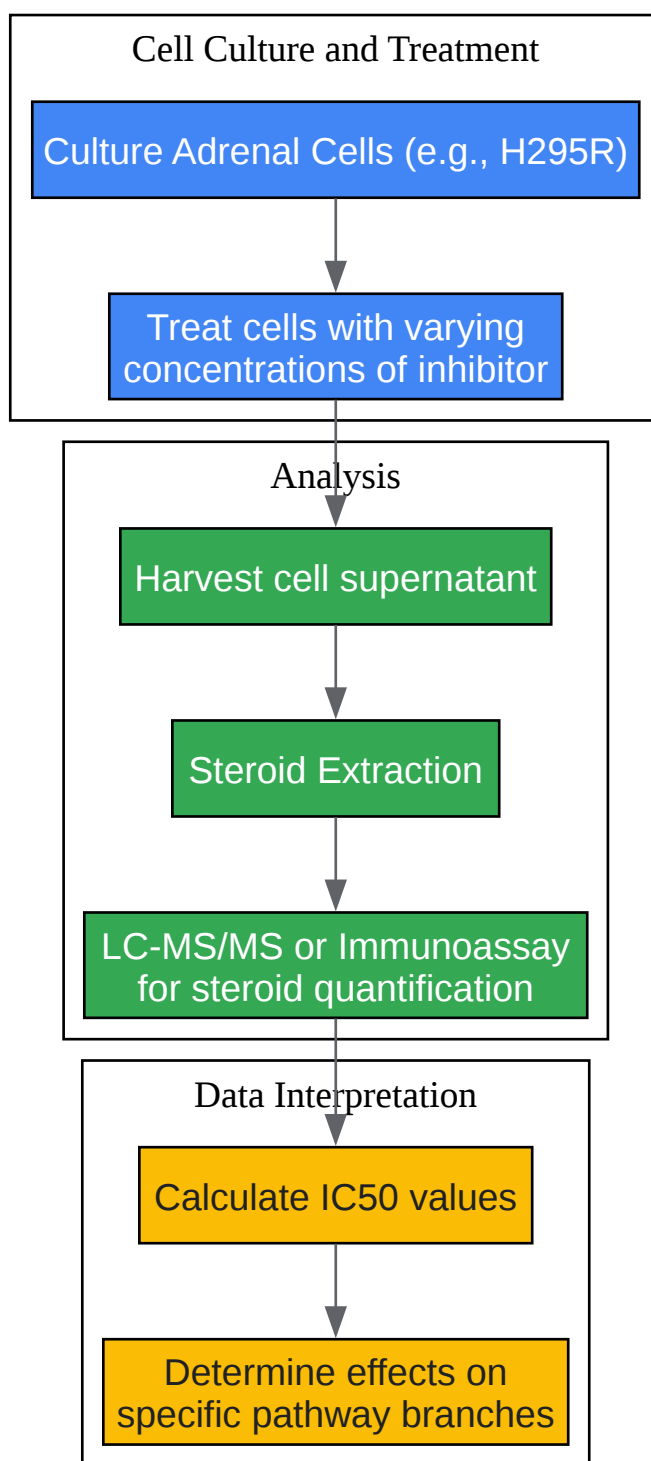 Cell Culture and Treatment
Culture Adrenal Cells (e.g., H295R)
Treat cells with varying
concentrations of inhibitor
Analysis
Harvest cell supernatant
Steroid Extraction
LC-MS/MS or Immunoassay
for steroid quantification
Data Interpretation
Calculate IC50 values
Determine effects on
specific pathway branches